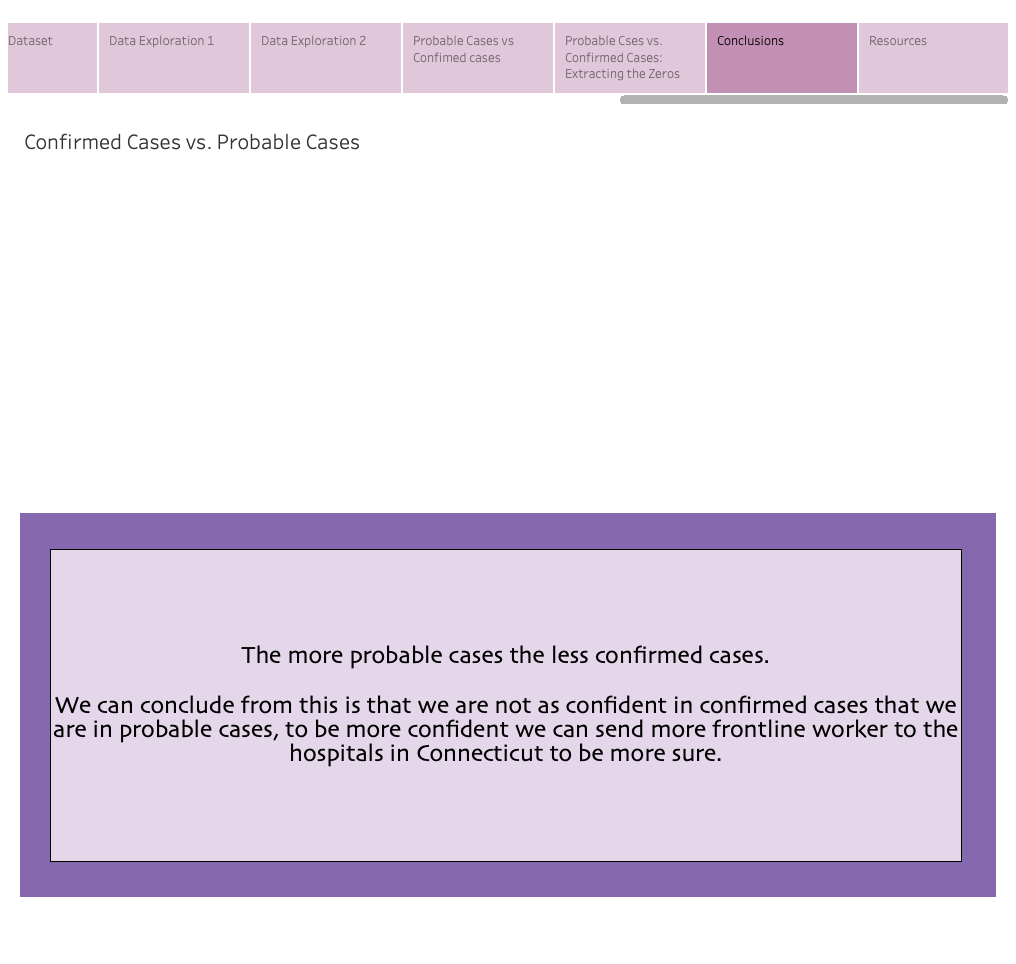 Dataset
Data Exploration 1
Data Exploration 2
Probable Cases vs
Confimed cases
Probable Cses vs.
Confirmed Cases:
Extracting the Zeros
Conclusions
Resources
Confirmed Cases vs. Probable Cases
The more probable cases the less confirmed cases.
We can conclude from this is that we are not as confident in confirmed cases that we
are in probable cases, to be more confident we can send more frontline worker to the
hospitals in Connecticut to be more sure.